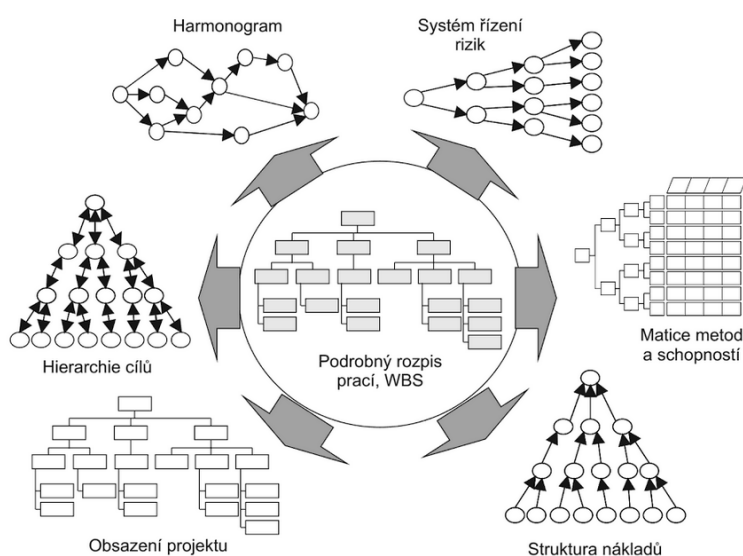 Harmonogram
Systém řízení
rizik
Hierarchie cílů
Podrobný rozpis
prací, WBS
Matice metod
a schopností
Obsazení projektu
Struktura nákladů